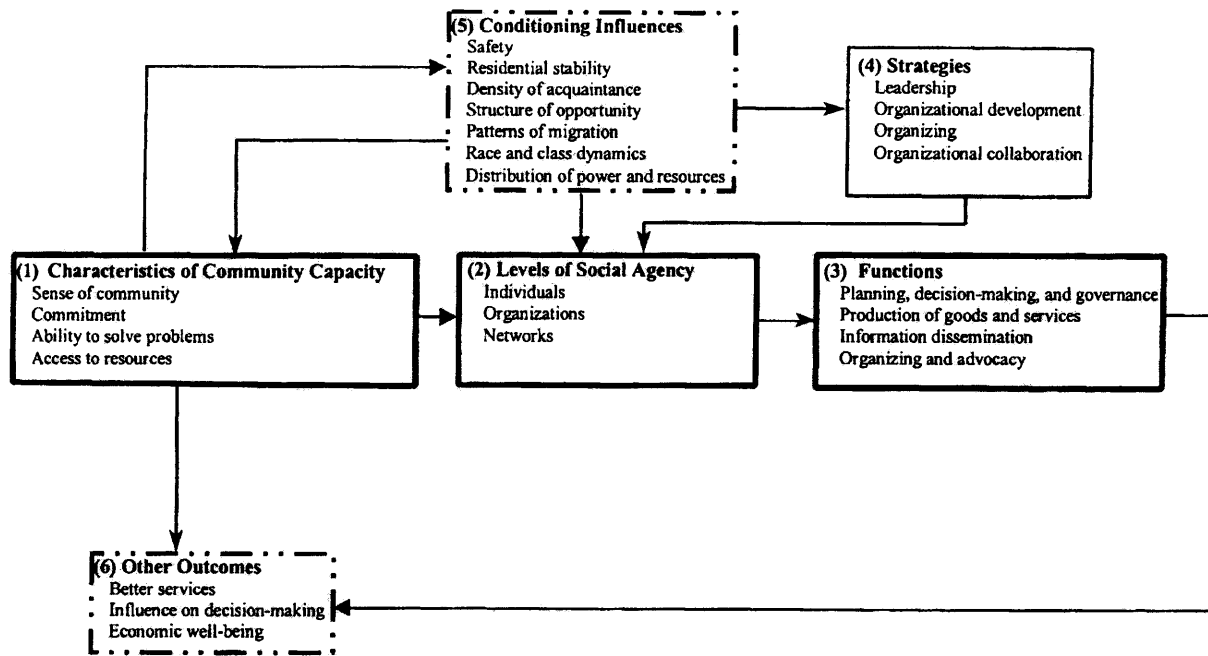 (5) Conditioning Influences
Safety
Residential stability
Density of acquaintance
Structure of opportunity
Patterns of migration
Race and class dynamics
Distribution of power and resources
(4) Strategies
Leadership
Organizational development
Organizing
Organizational collaboration
(1) Characteristics of Community Capacity
Sense of community
Commitment
Ability to solve problems
Access to resources
(2) Levels of Social Agency
Individuals
Organizations
Networks
(3) Functions
Planning, decision-making, and governance
Production of goods and services
Information dissemination
Organizing and advocacy
(6) Other Outcomes
Better services
Influence on decision-making
Economic well-being